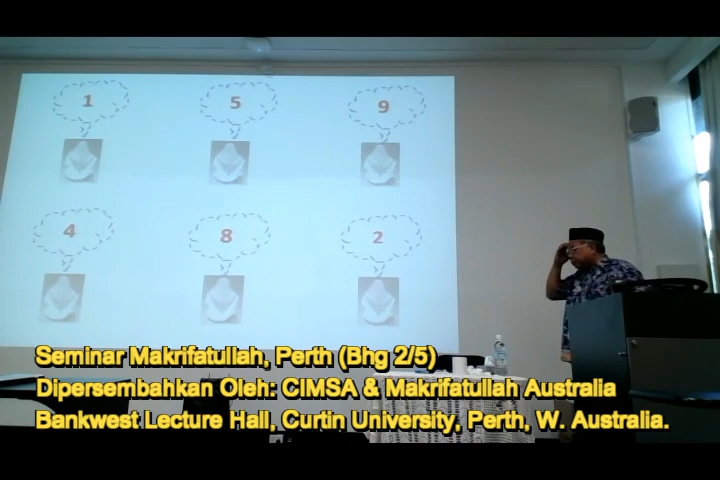 1 5 9
4 8 2
Seminar Makrifatullah, Perth (Bhg 2/5)
Dipersembahkan Oleh: CIMSA & Makrifatullah Australia
Bankwest Lecture Hall, Curtin University, Perth, W. Australia.